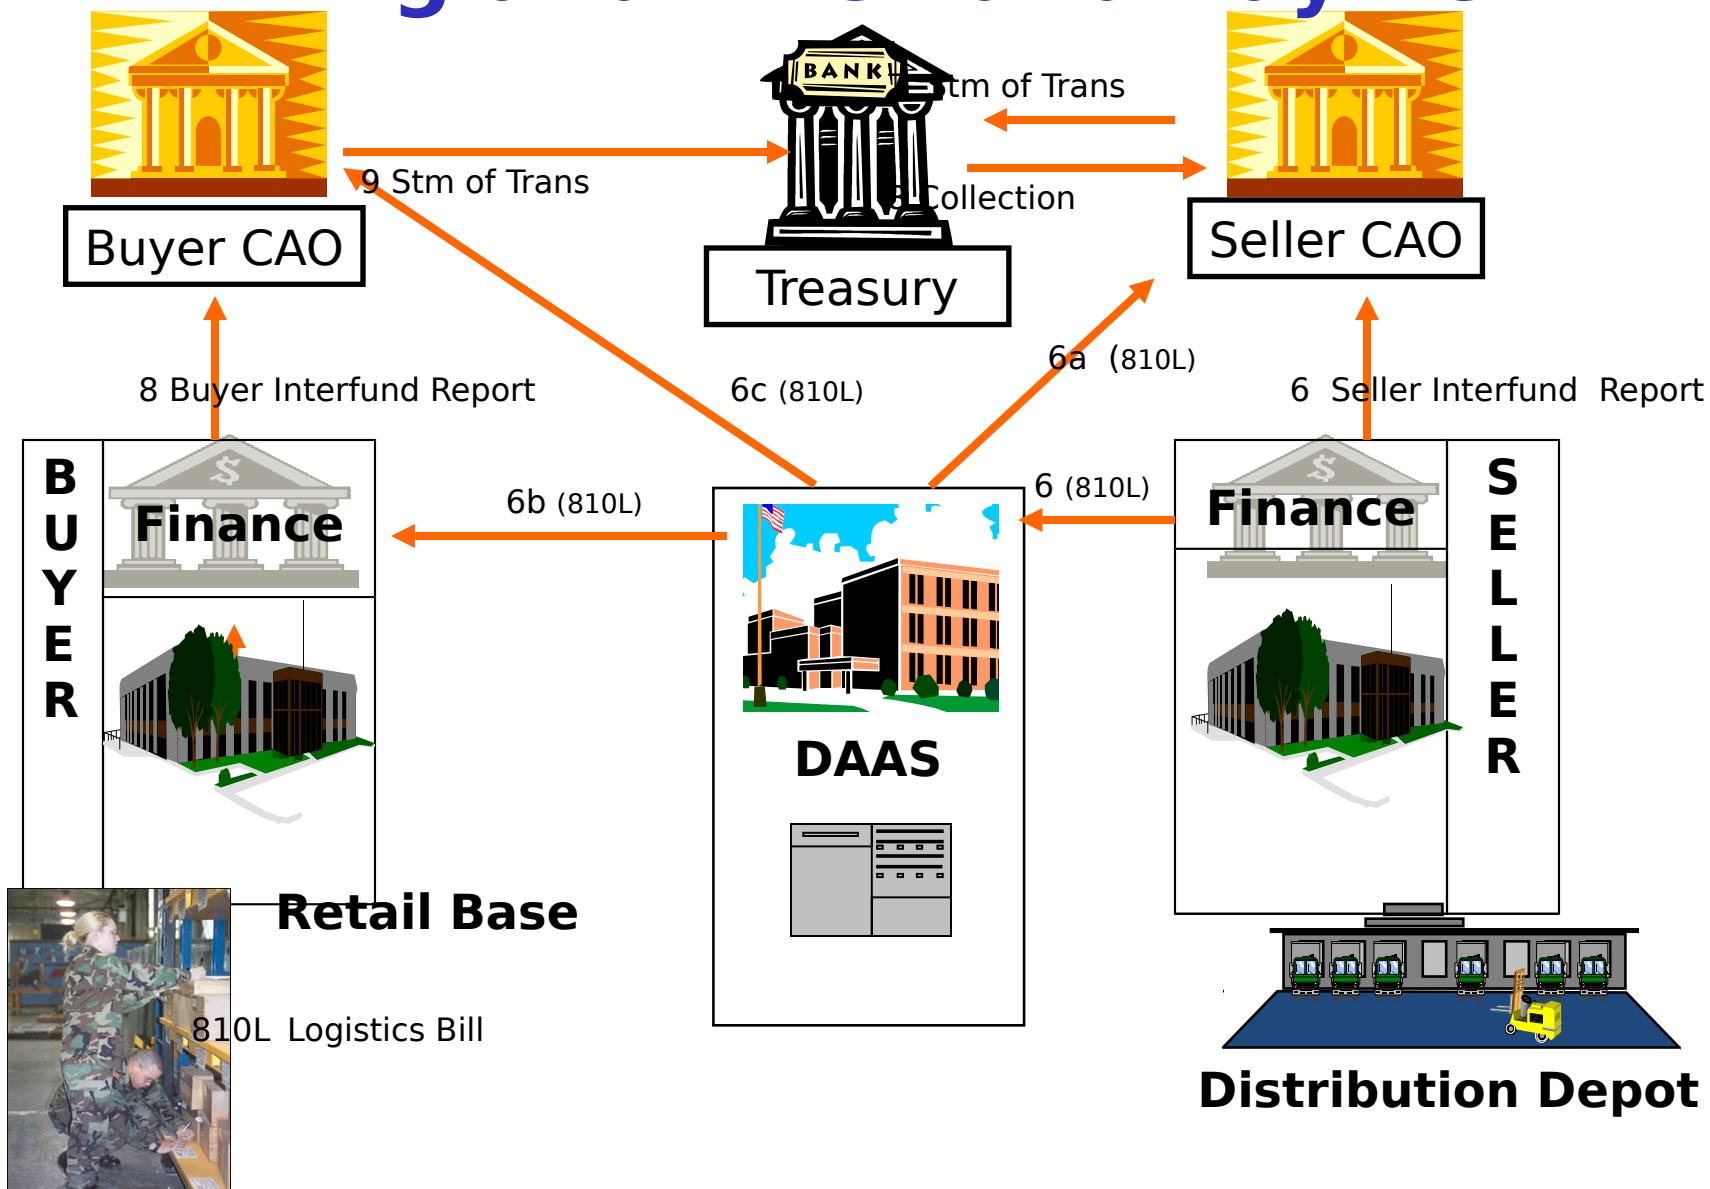 BANK
Stm of Trans
9 Stm of Trans
Collection
Buyer CAO
Seller CAO
Treasury
6a (810L)
8 Buyer Interfund Report
6c (810L)
6 Seller Interfund Report
B
U
Y
E
R
$
Finance
6b (810L)
6 (810L)
$
Finance
S
E
L
L
E
R
DAAS
Retail Base
810L Logistics Bill
Distribution Depot